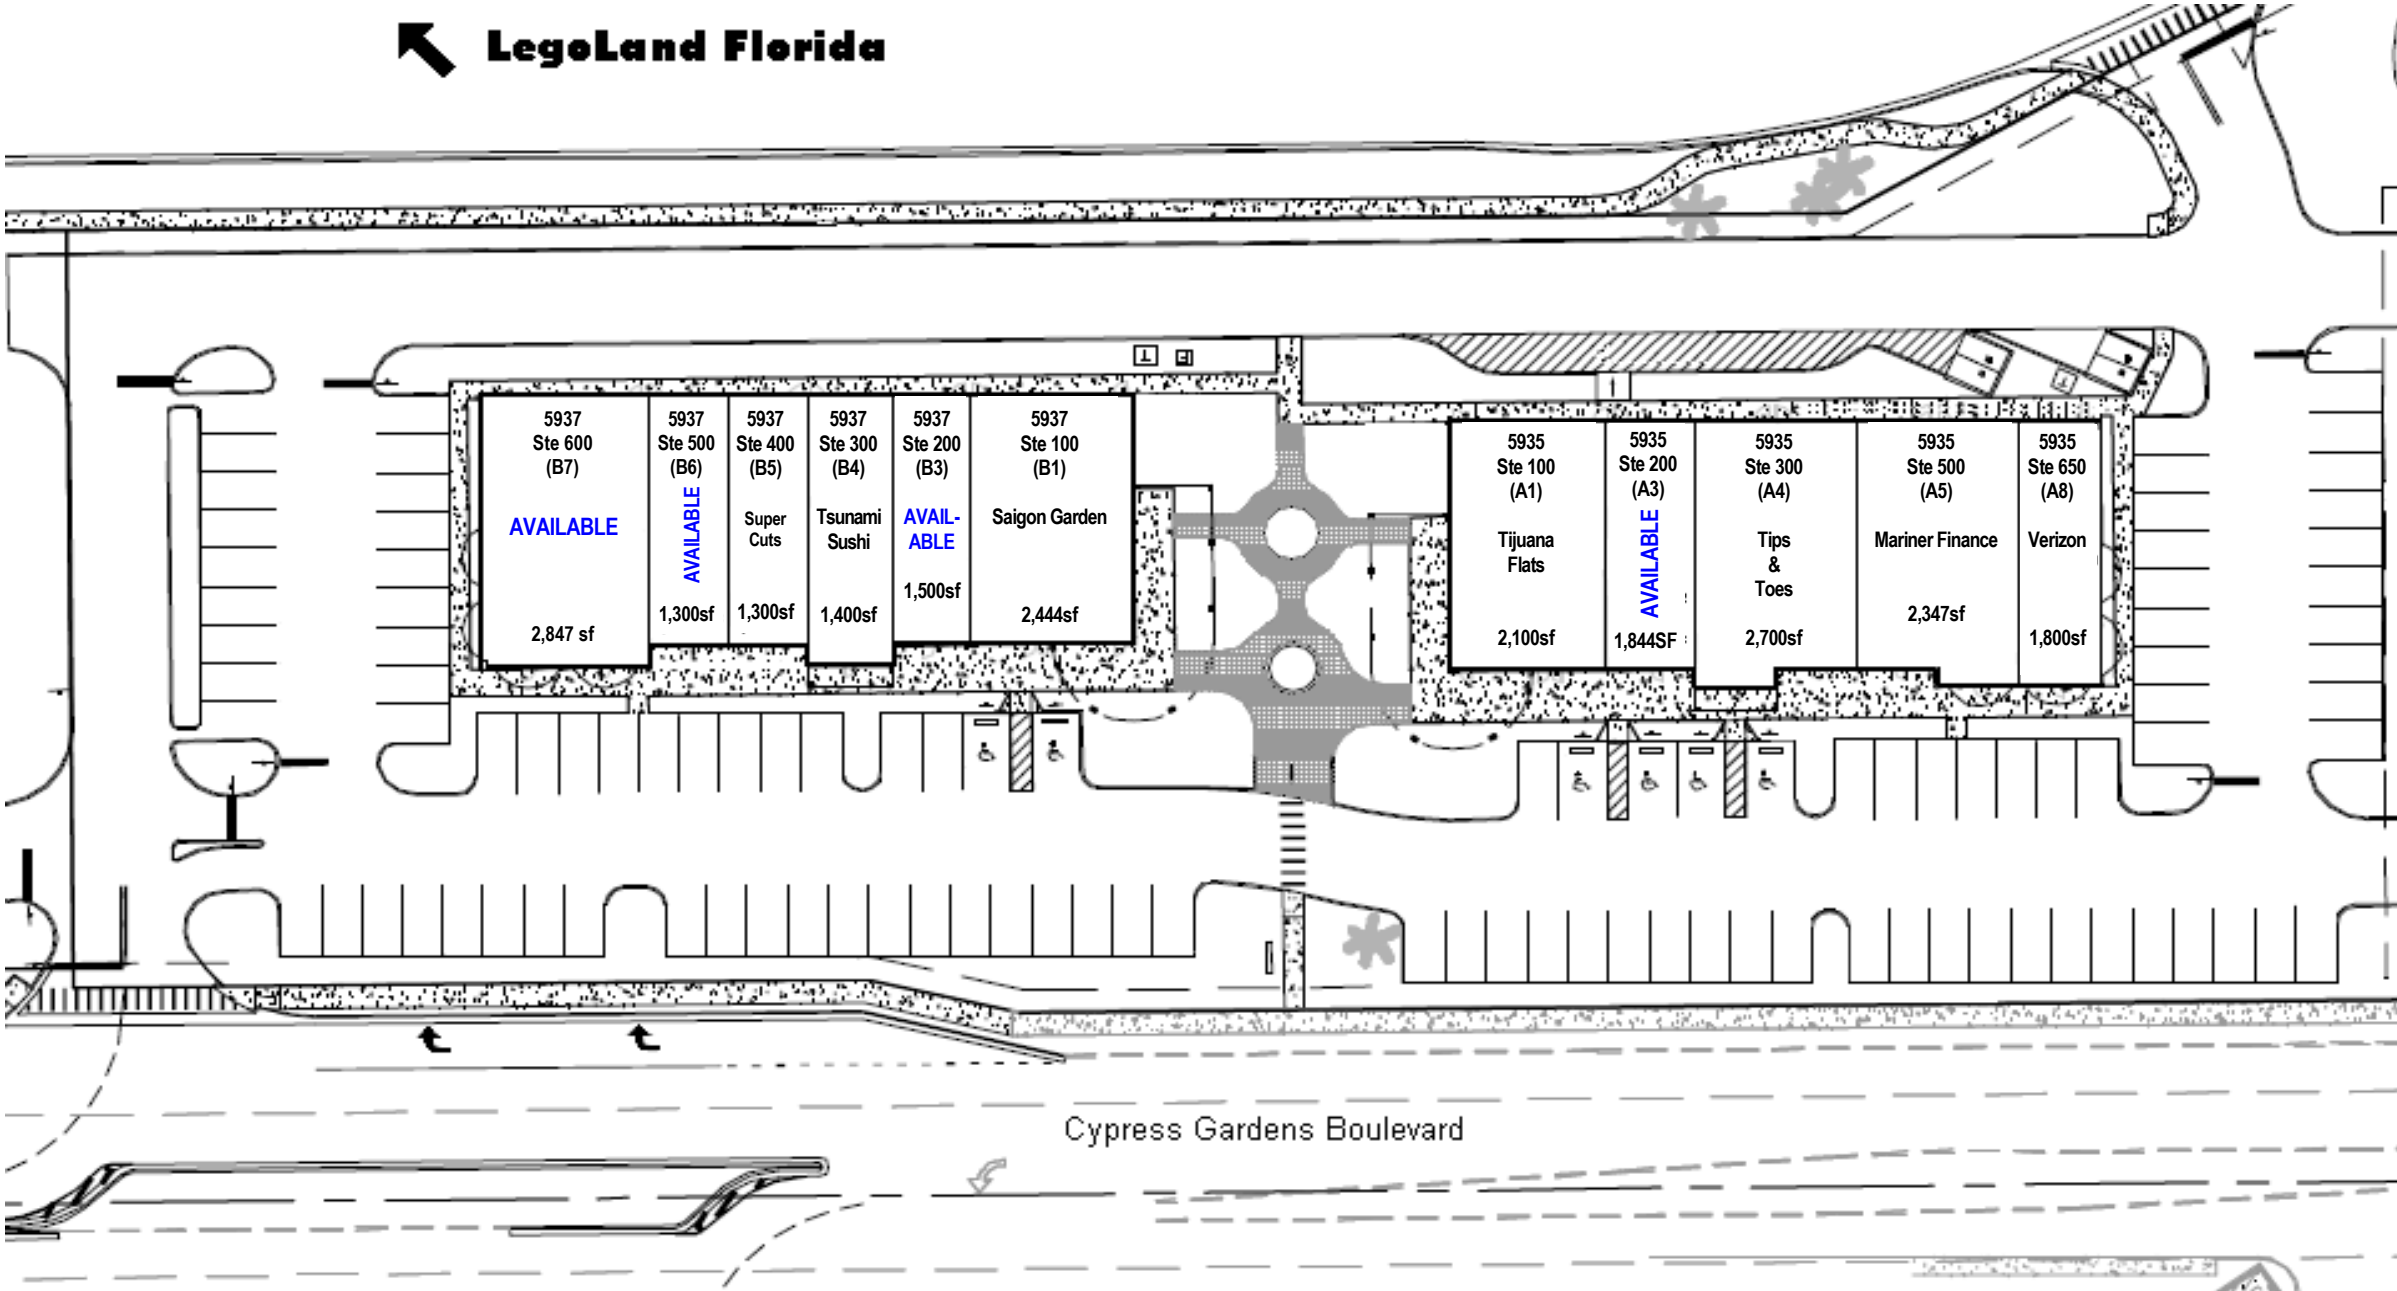 LegoLand Florida
T
E
5937
Ste 600
(B7)
AVAILABLE
2,847 sf
5937
Ste 500
(B6)
AVAILABLE
1,300sf
5937
Ste 400
(B5)
Super
Cuts
1,300sf
5937
Ste 300
(B4)
Tsunami
Sushi
1,400sf
5937
Ste 200
(B3)
AVAIL-
ABLE
1,500sf
5937
Ste 100
(B1)
Saigon Garden
2,444sf
5935
Ste 100
(A1)
Tijuana
Flats
2,100sf
5935
Ste 200
(A3)
AVAILABLE
1,844SF
5935
Ste 300
(A4)
Tips
&
Toes
2,700sf
5935
Ste 500
(A5)
Mariner Finance
2,347sf
5935
Ste 650
(A8)
Verizon
1,800sf
T
Cypress Gardens Boulevard